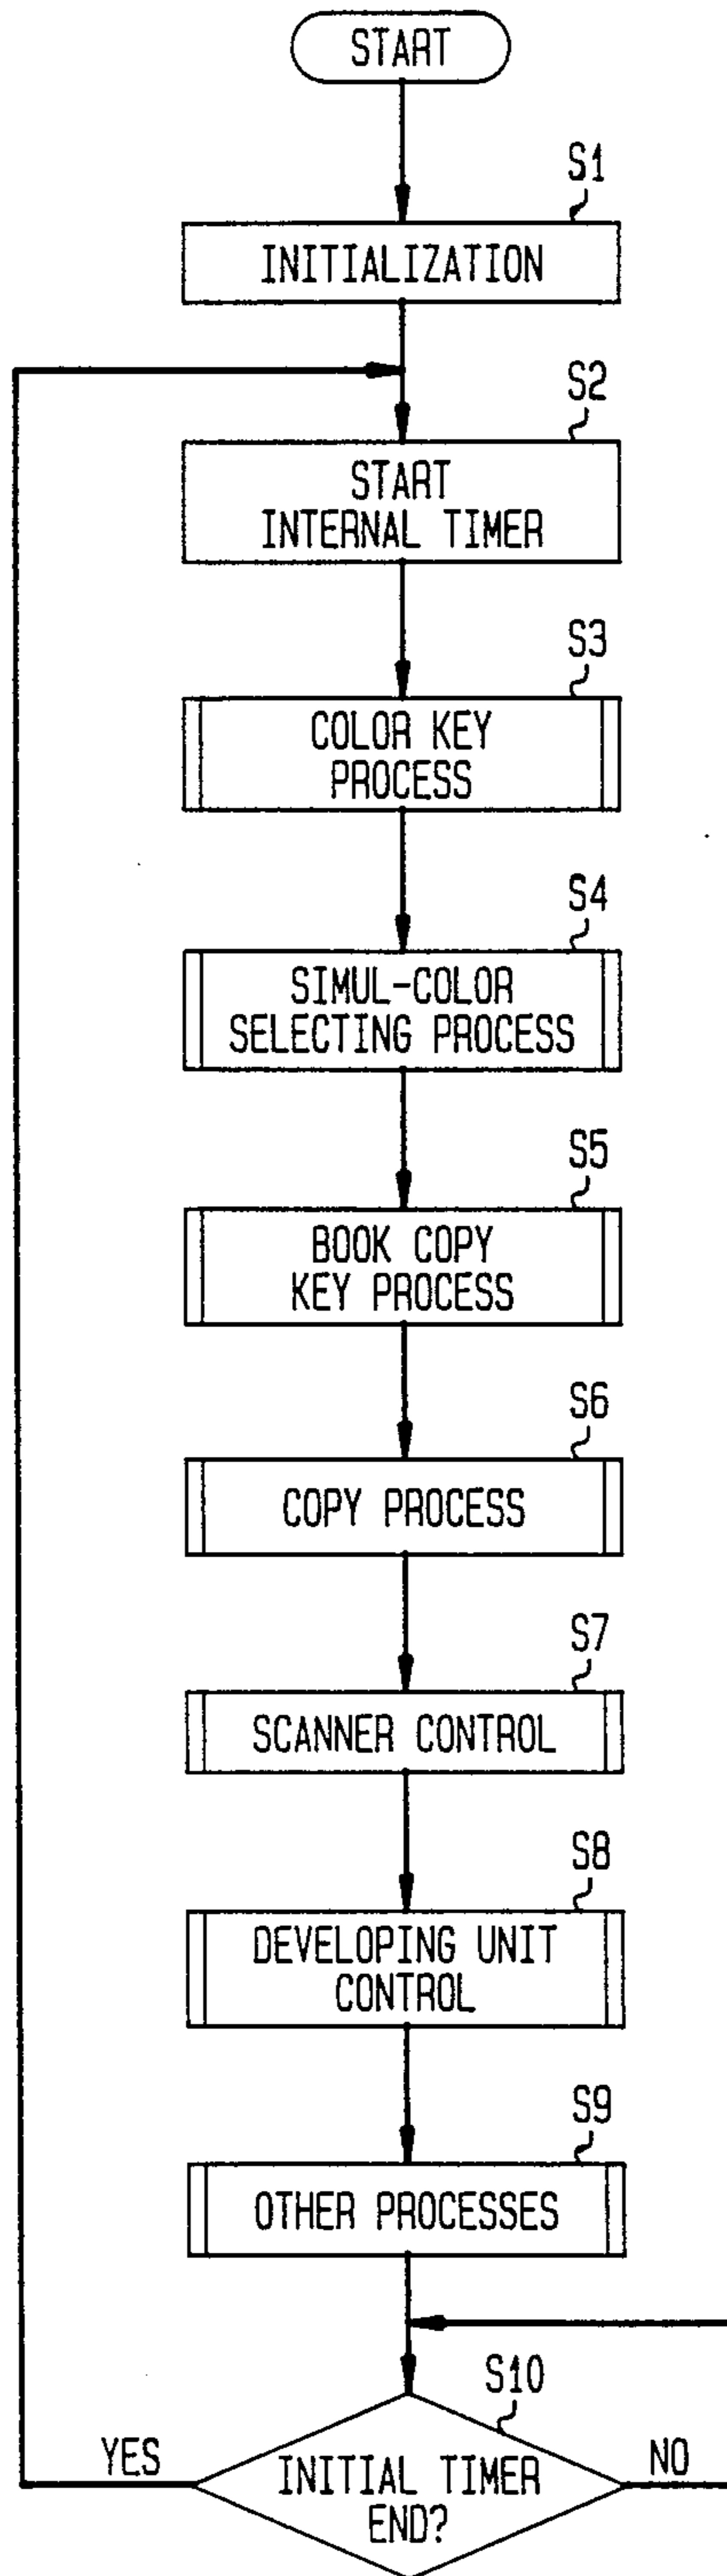 START
S1
INITIALIZATION
S2
START
INTERNAL TIMER
S3
COLOR KEY
PROCESS
S4
SIMUL-COLOR
SELECTING PROCESS
S5
BOOK COPY
KEY PROCESS
S6
COPY PROCESS
S7
SCANNER CONTROL
S8
DEVELOPING UNIT
CONTROL
S9
OTHER PROCESSES
S10
YES
INITIAL TIMER
END?
NO